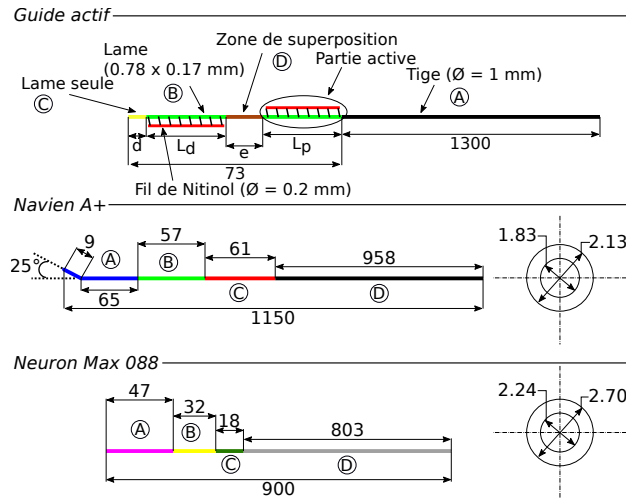 Guide actif
Zone de superposition
Ⓓ
Partie active
Lame
(0.78 x 0.17 mm)
Ⓑ
Tige (Ø = 1 mm)
Ⓐ
Lame seule
Ⓒ
d
Ld
e
Lp
1300
73
Fil de Nitinol (Ø = 0.2 mm)
Navien A+
9
57
61
958
25°
Ⓐ
Ⓑ
Ⓒ
Ⓓ
65
1150
1.83
2.13
Neuron Max 088
47
32
18
803
Ⓐ
Ⓑ
Ⓒ
Ⓓ
900
2.24
2.70